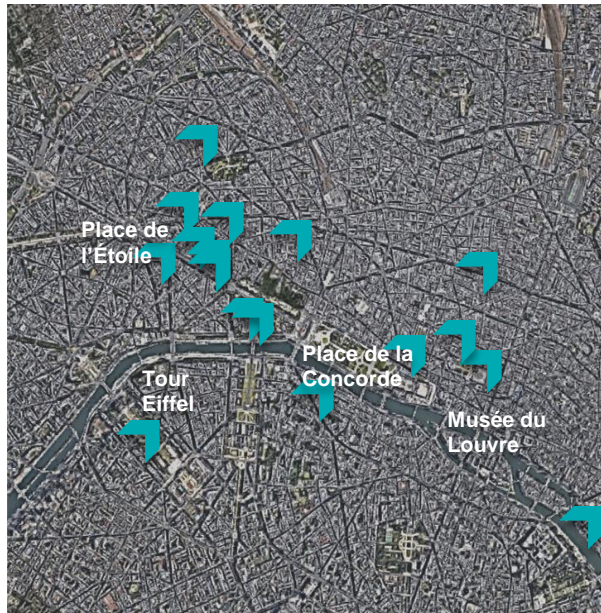 Place de
l’Étoile
Place de la
Concorde
Tour
Eiffel
Musée du
Louvre